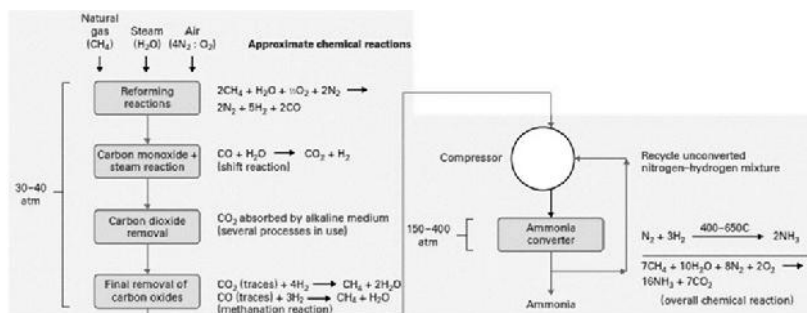 Natural
gas
(CH₄)
Steam
(H₂O)
Air
(4N₂ : O₂)
Approximate chemical reactions
Reforming
reactions
2CH₄ + H₂O + ½O₂ + 2N₂ ⟶
2N₂ + 5H₂ + 2CO
Carbon monoxide +
steam reaction
CO + H₂O ⟶ CO₂ + H₂
(shift reaction)
30–40
atm
Carbon dioxide
removal
CO₂ absorbed by alkaline medium
(several processes in use)
Final removal of
carbon oxides
CO₂ (traces) + 4H₂ ⟶ CH₄ + 2H₂O
CO (traces) + 3H₂ ⟶ CH₄ + H₂O
(methanation reaction)
Compressor
Recycle unconverted
nitrogen–hydrogen mixture
150–400
atm
Ammonia
converter
N₂ + 3H₂ 400–650C ⟶ 2NH₃
7CH₄ + 10H₂O + 8N₂ + 2O₂ ⟶
16NH₃ + 7CO₂
(overall chemical reaction)
Ammonia